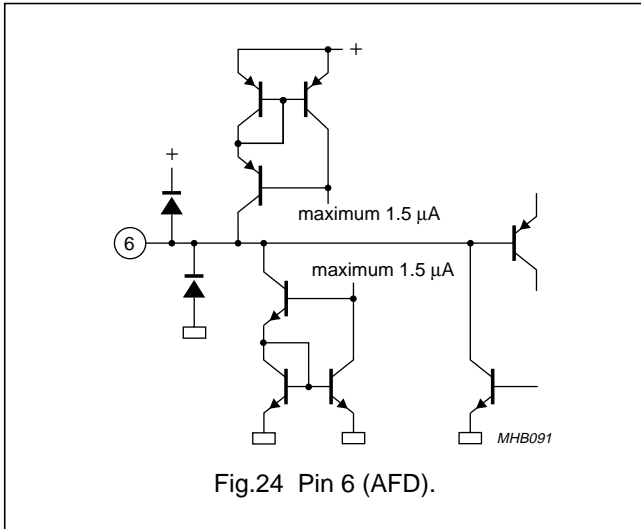 +
+
maximum 1.5 μA
6
maximum 1.5 μA
MHB091
Fig.24 Pin 6 (AFD).